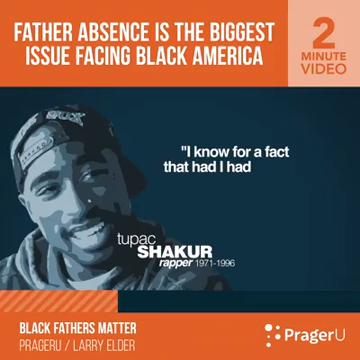 FATHER ABSENCE IS THE BIGGEST
ISSUE FACING BLACK AMERICA
2
MINUTE
VIDEO
"I know for a fact
that had I had
tupac
SHAKUR
rapper 1971-1996
BLACK FATHERS MATTER
PRAGERU / LARRY ELDER
PragerU